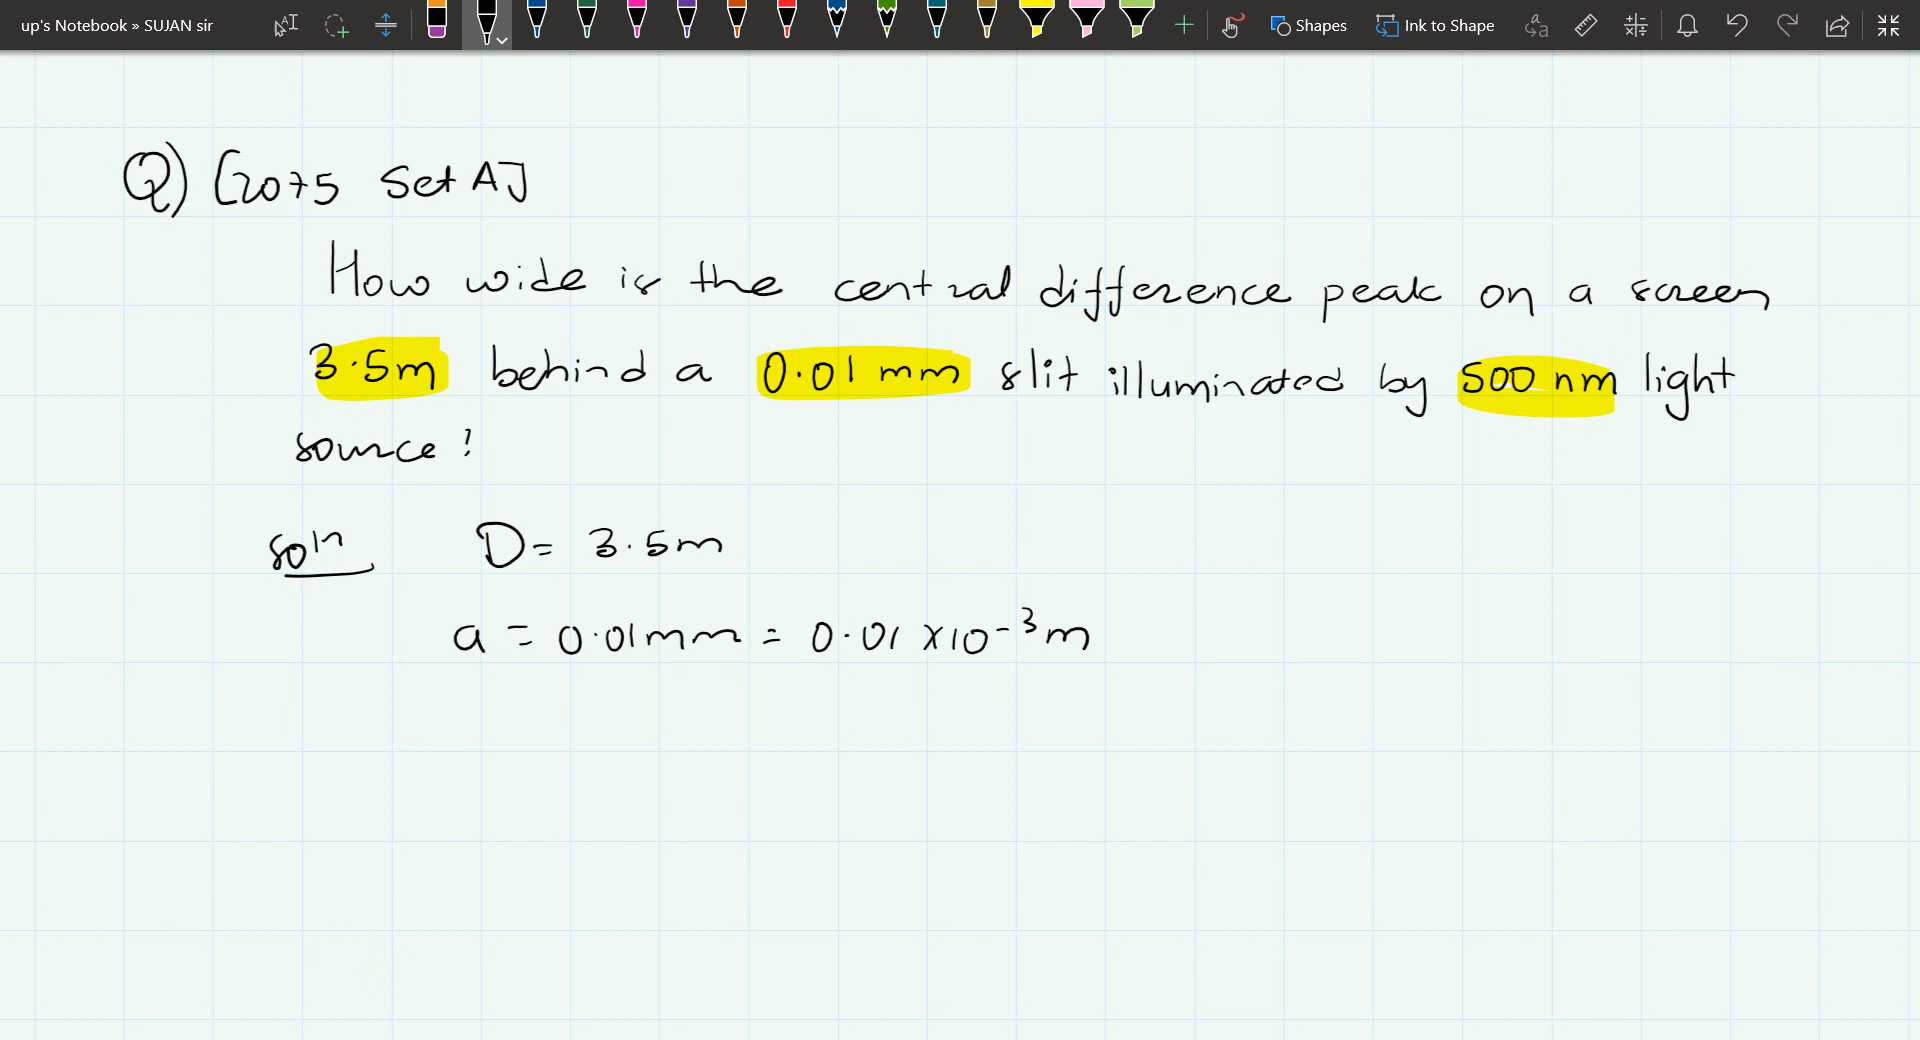 up's Notebook » SUJAN sir
Shapes
Ink to Shape
Q) [2075 Set A]
How wide is the central difference peak on a screen
3.5m behind a 0.01 mm slit illuminated by 500 nm light
source?
soln D = 3.5m
a = 0.01mm = 0.01 ×10⁻³m